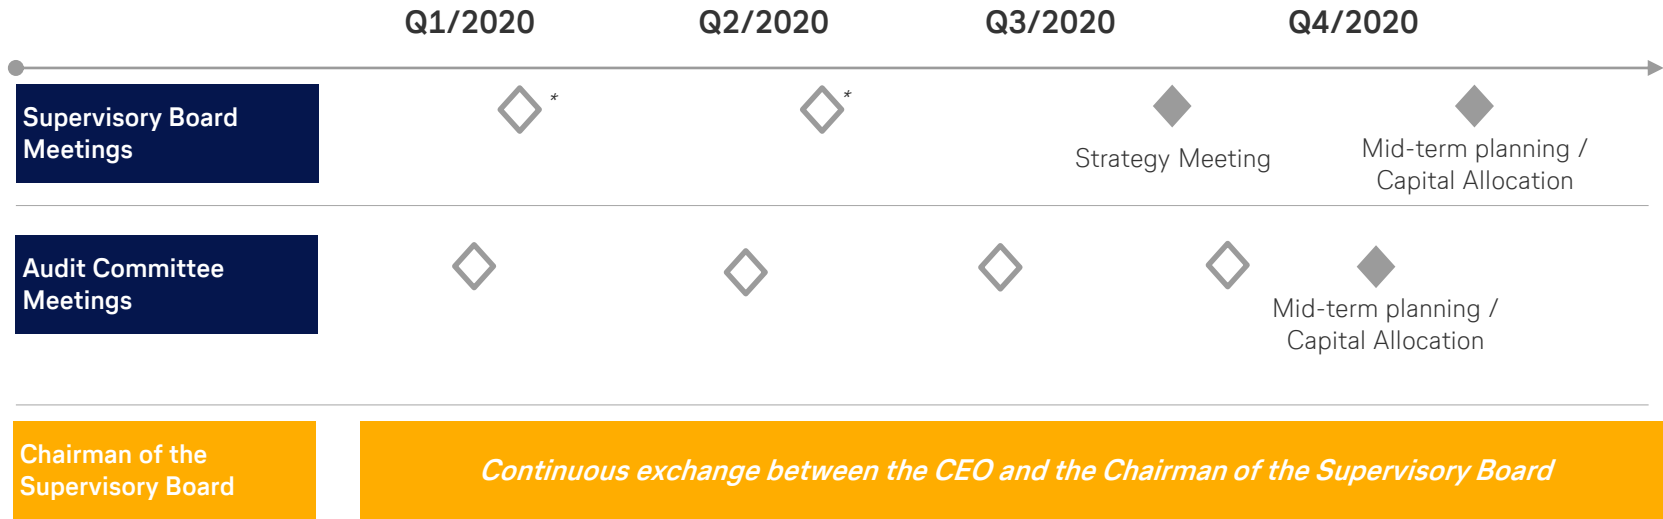 Q1/2020 Q2/2020 Q3/2020 Q4/2020
Supervisory Board
Meetings
* *
Strategy Meeting
Mid-term planning /
Capital Allocation
Audit Committee
Meetings
Mid-term planning /
Capital Allocation
Chairman of the
Supervisory Board
Continuous exchange between the CEO and the Chairman of the Supervisory Board